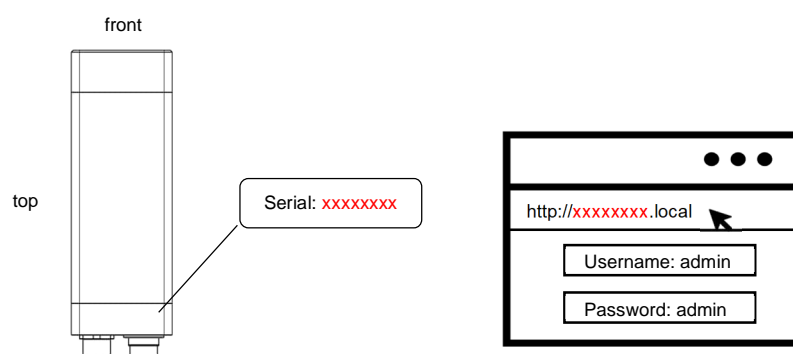 front
top
Serial: xxxxxxxx
http://xxxxxxxx.local
Username: admin
Password: admin